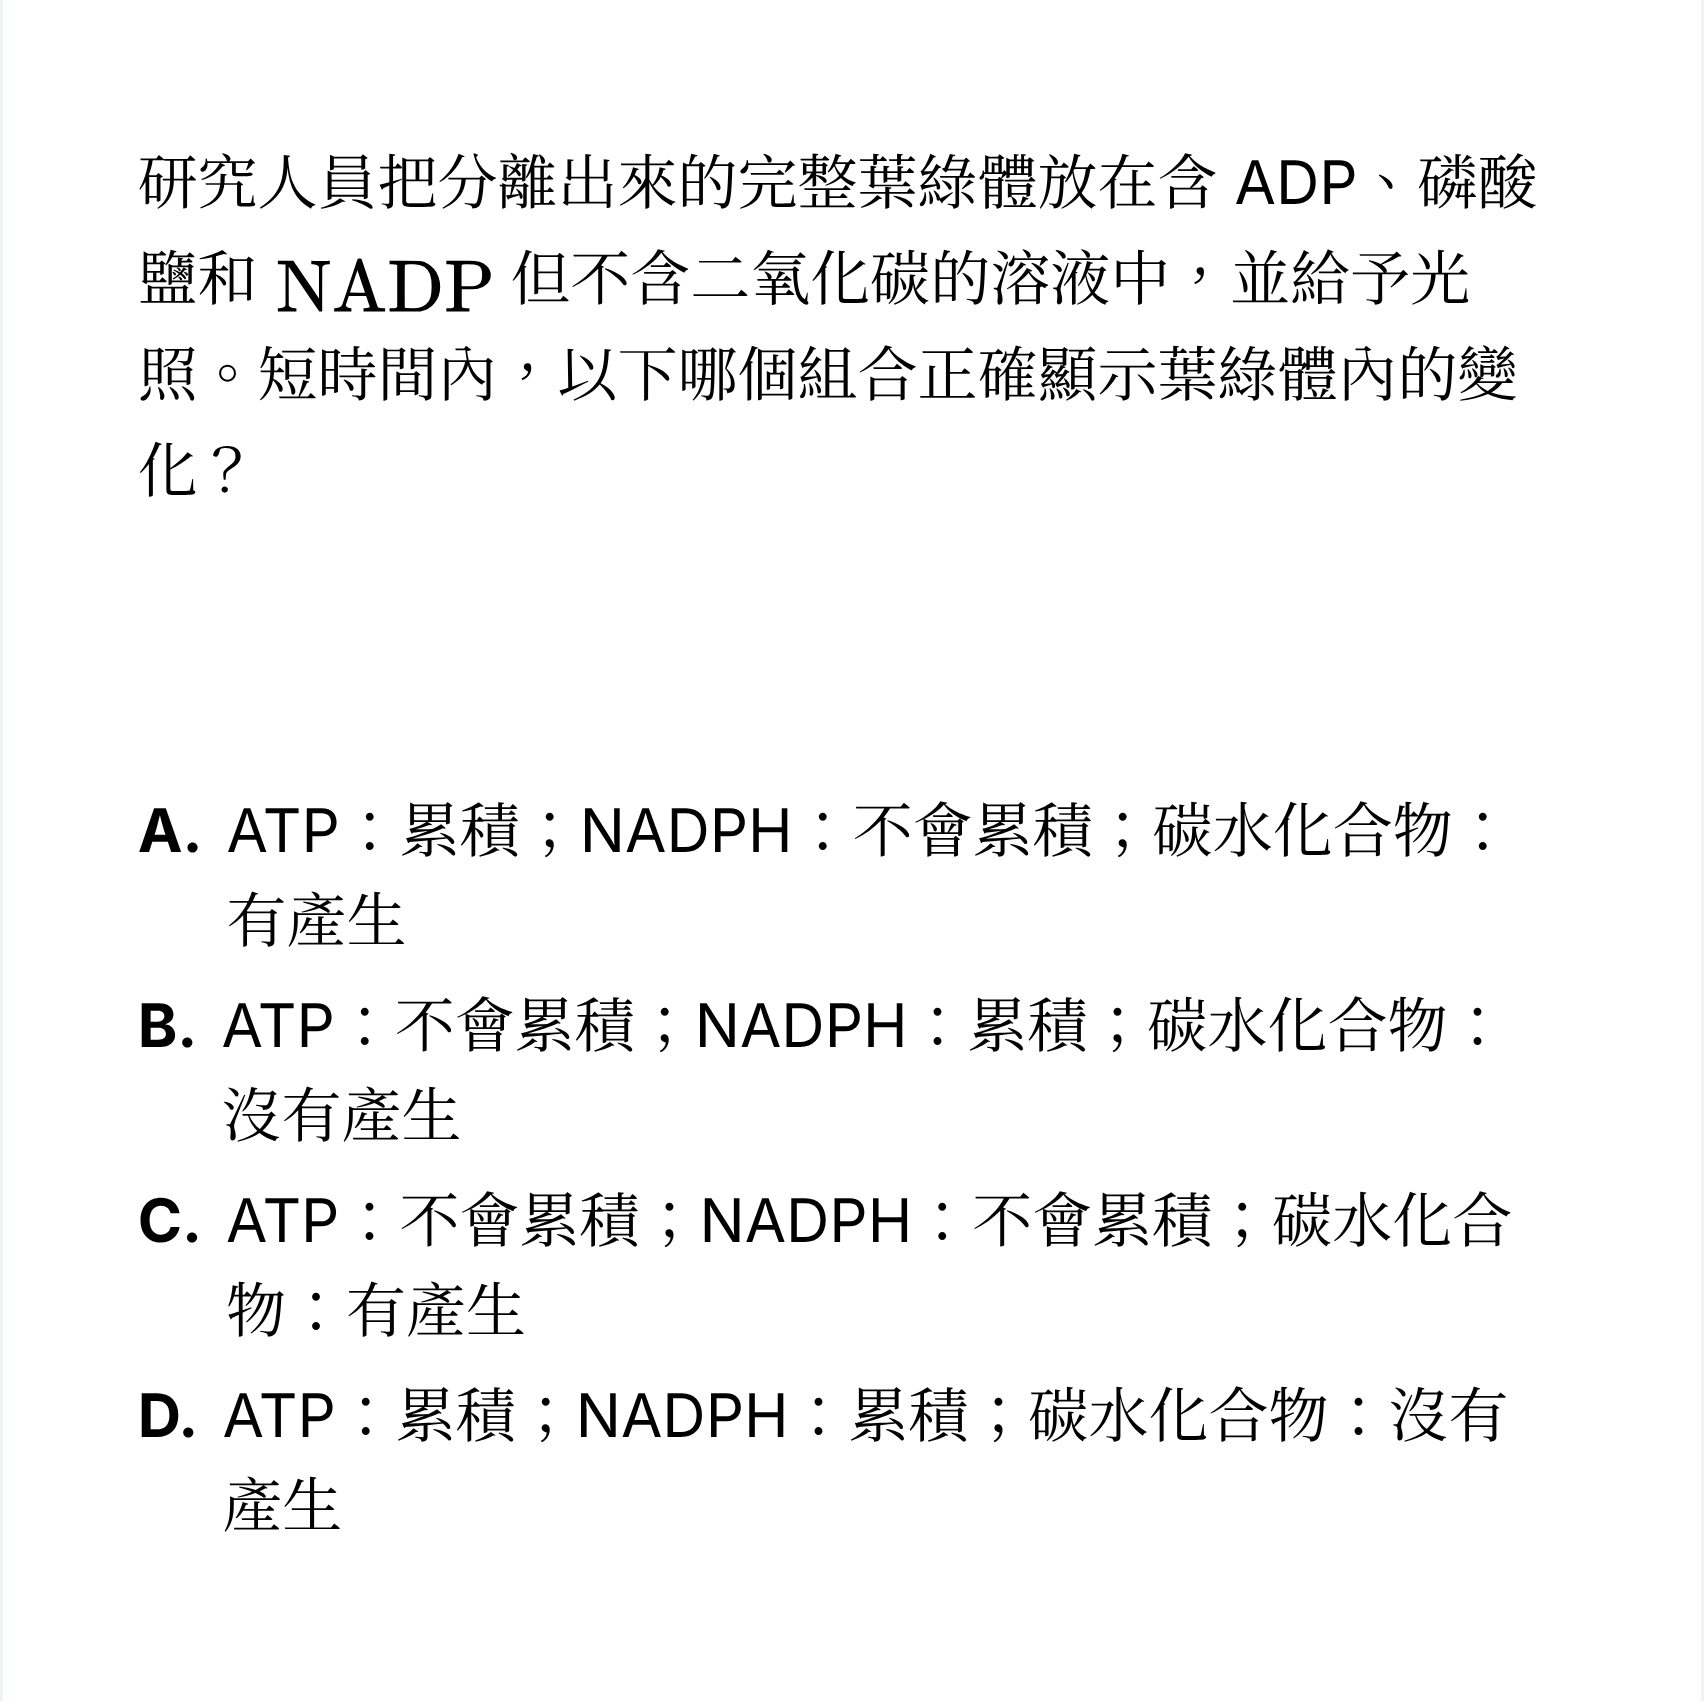 研究人員把分離出來的完整葉綠體放在含 ADP、磷酸
鹽和 NADP 但不含二氧化碳的溶液中，並給予光
照。短時間內，以下哪個組合正確顯示葉綠體內的變
化？
A. ATP：累積；NADPH：不會累積；碳水化合物：
有產生
B. ATP：不會累積；NADPH：累積；碳水化合物：
沒有產生
C. ATP：不會累積；NADPH：不會累積；碳水化合
物：有產生
D. ATP：累積；NADPH：累積；碳水化合物：沒有
產生